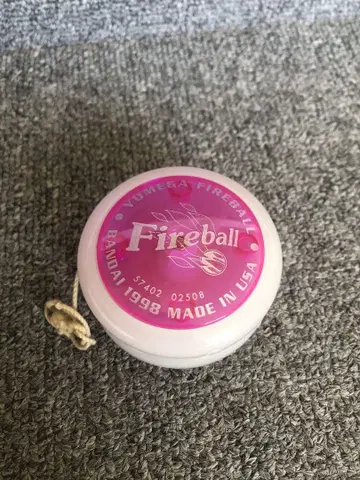 YOMEGA FIREBALL
Fireball
57402 02508
BANDAI 1998 MADE IN USA